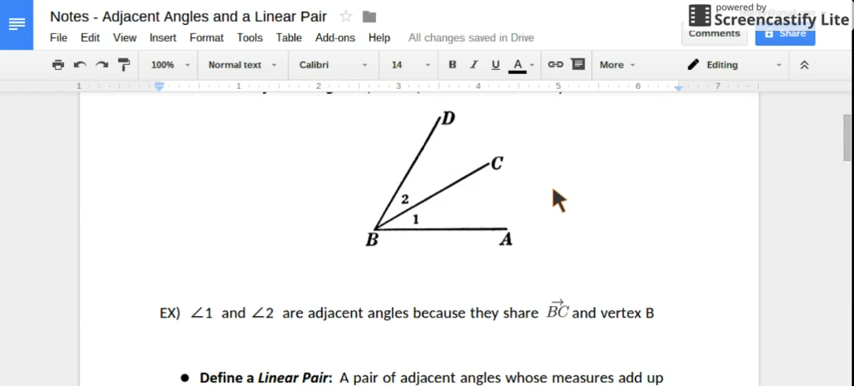 Notes - Adjacent Angles and a Linear Pair
powered by
Screencastify Lite
File Edit View Insert Format Tools Table Add-ons Help All changes saved in Drive
Comments Share
100% Normal text Calibri 14 B I U A More Editing
1 1 2 3 4 5 6 7
D
C
2
1
B A
EX) ∠1 and ∠2 are adjacent angles because they share BC⃗ and vertex B
● Define a Linear Pair: A pair of adjacent angles whose measures add up